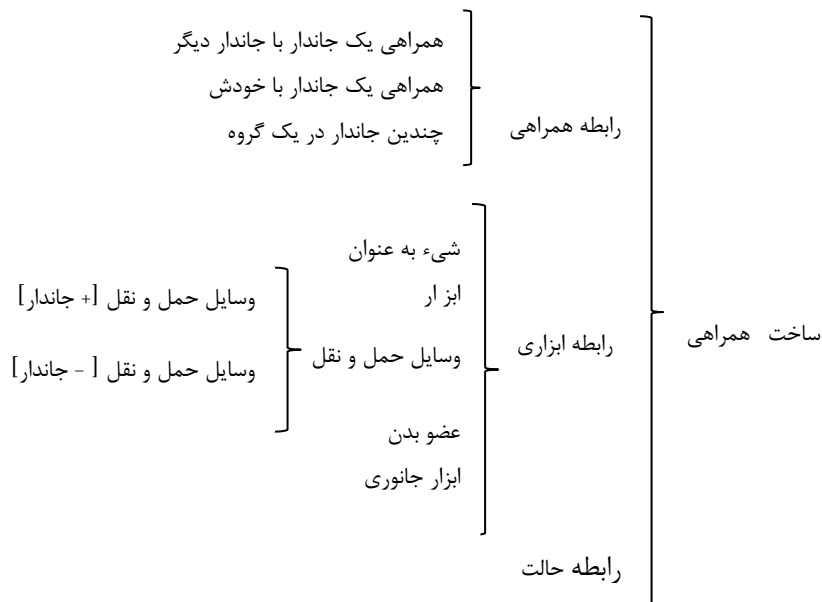 همراهی یک جاندار با جاندار دیگر
همراهی یک جاندار با خودش
رابطه همراهی
چندین جاندار در یک گروه
شیء به عنوان
ابز ار
وسایل حمل و نقل [+ جاندار]
ساخت همراهی
رابطه ابزاری
وسایل حمل و نقل
وسایل حمل و نقل [ - جاندار]
عضو بدن
ابزار جانوری
رابطه حالت